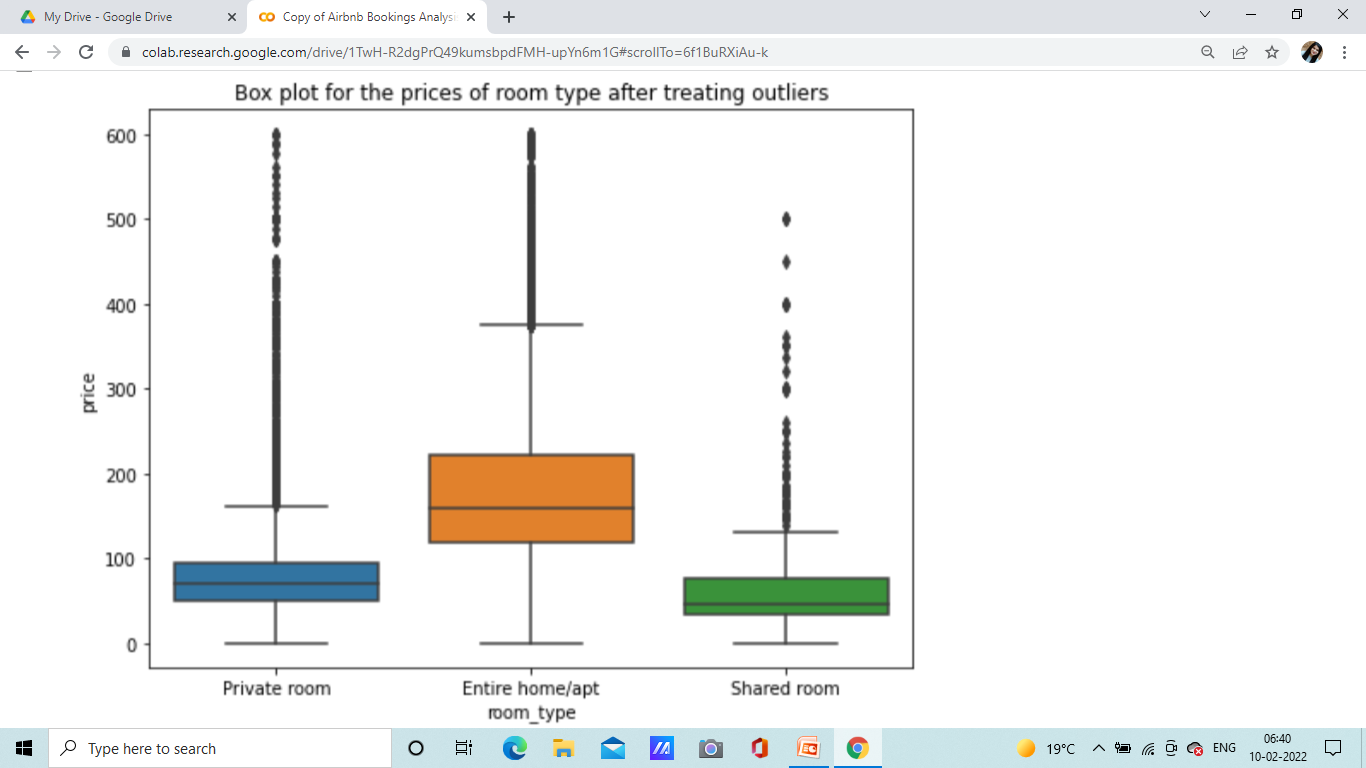 My Drive - Google Drive
Copy of Airbnb Bookings Analysis
colab.research.google.com/drive/1TwH-R2dgPrQ49kumsbpdFMH-upYn6m1G#scrollTo=6f1BuRXiAu-k
Box plot for the prices of room type after treating outliers
600
500
400
300
200
100
0
price
Private room
Entire home/apt
Shared room
room_type
Type here to search
19°C
ENG
06:40
10-02-2022